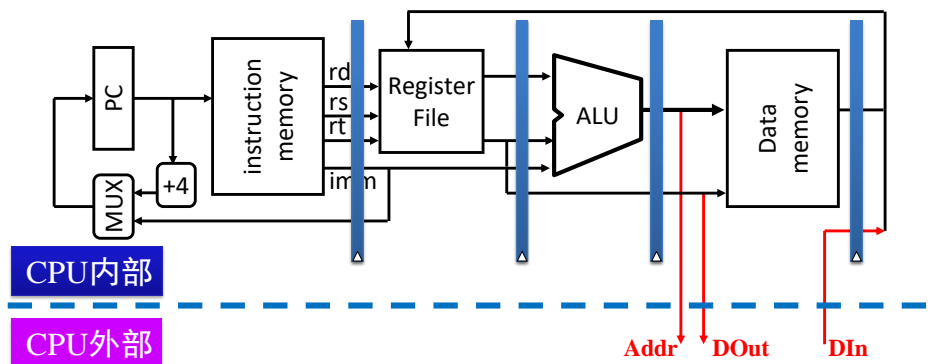 PC
+4
MUX
instruction
memory
rd
rs
rt
imm
Register
File
ALU
Data
memory
CPU内部
CPU外部
Addr
DOut
DIn